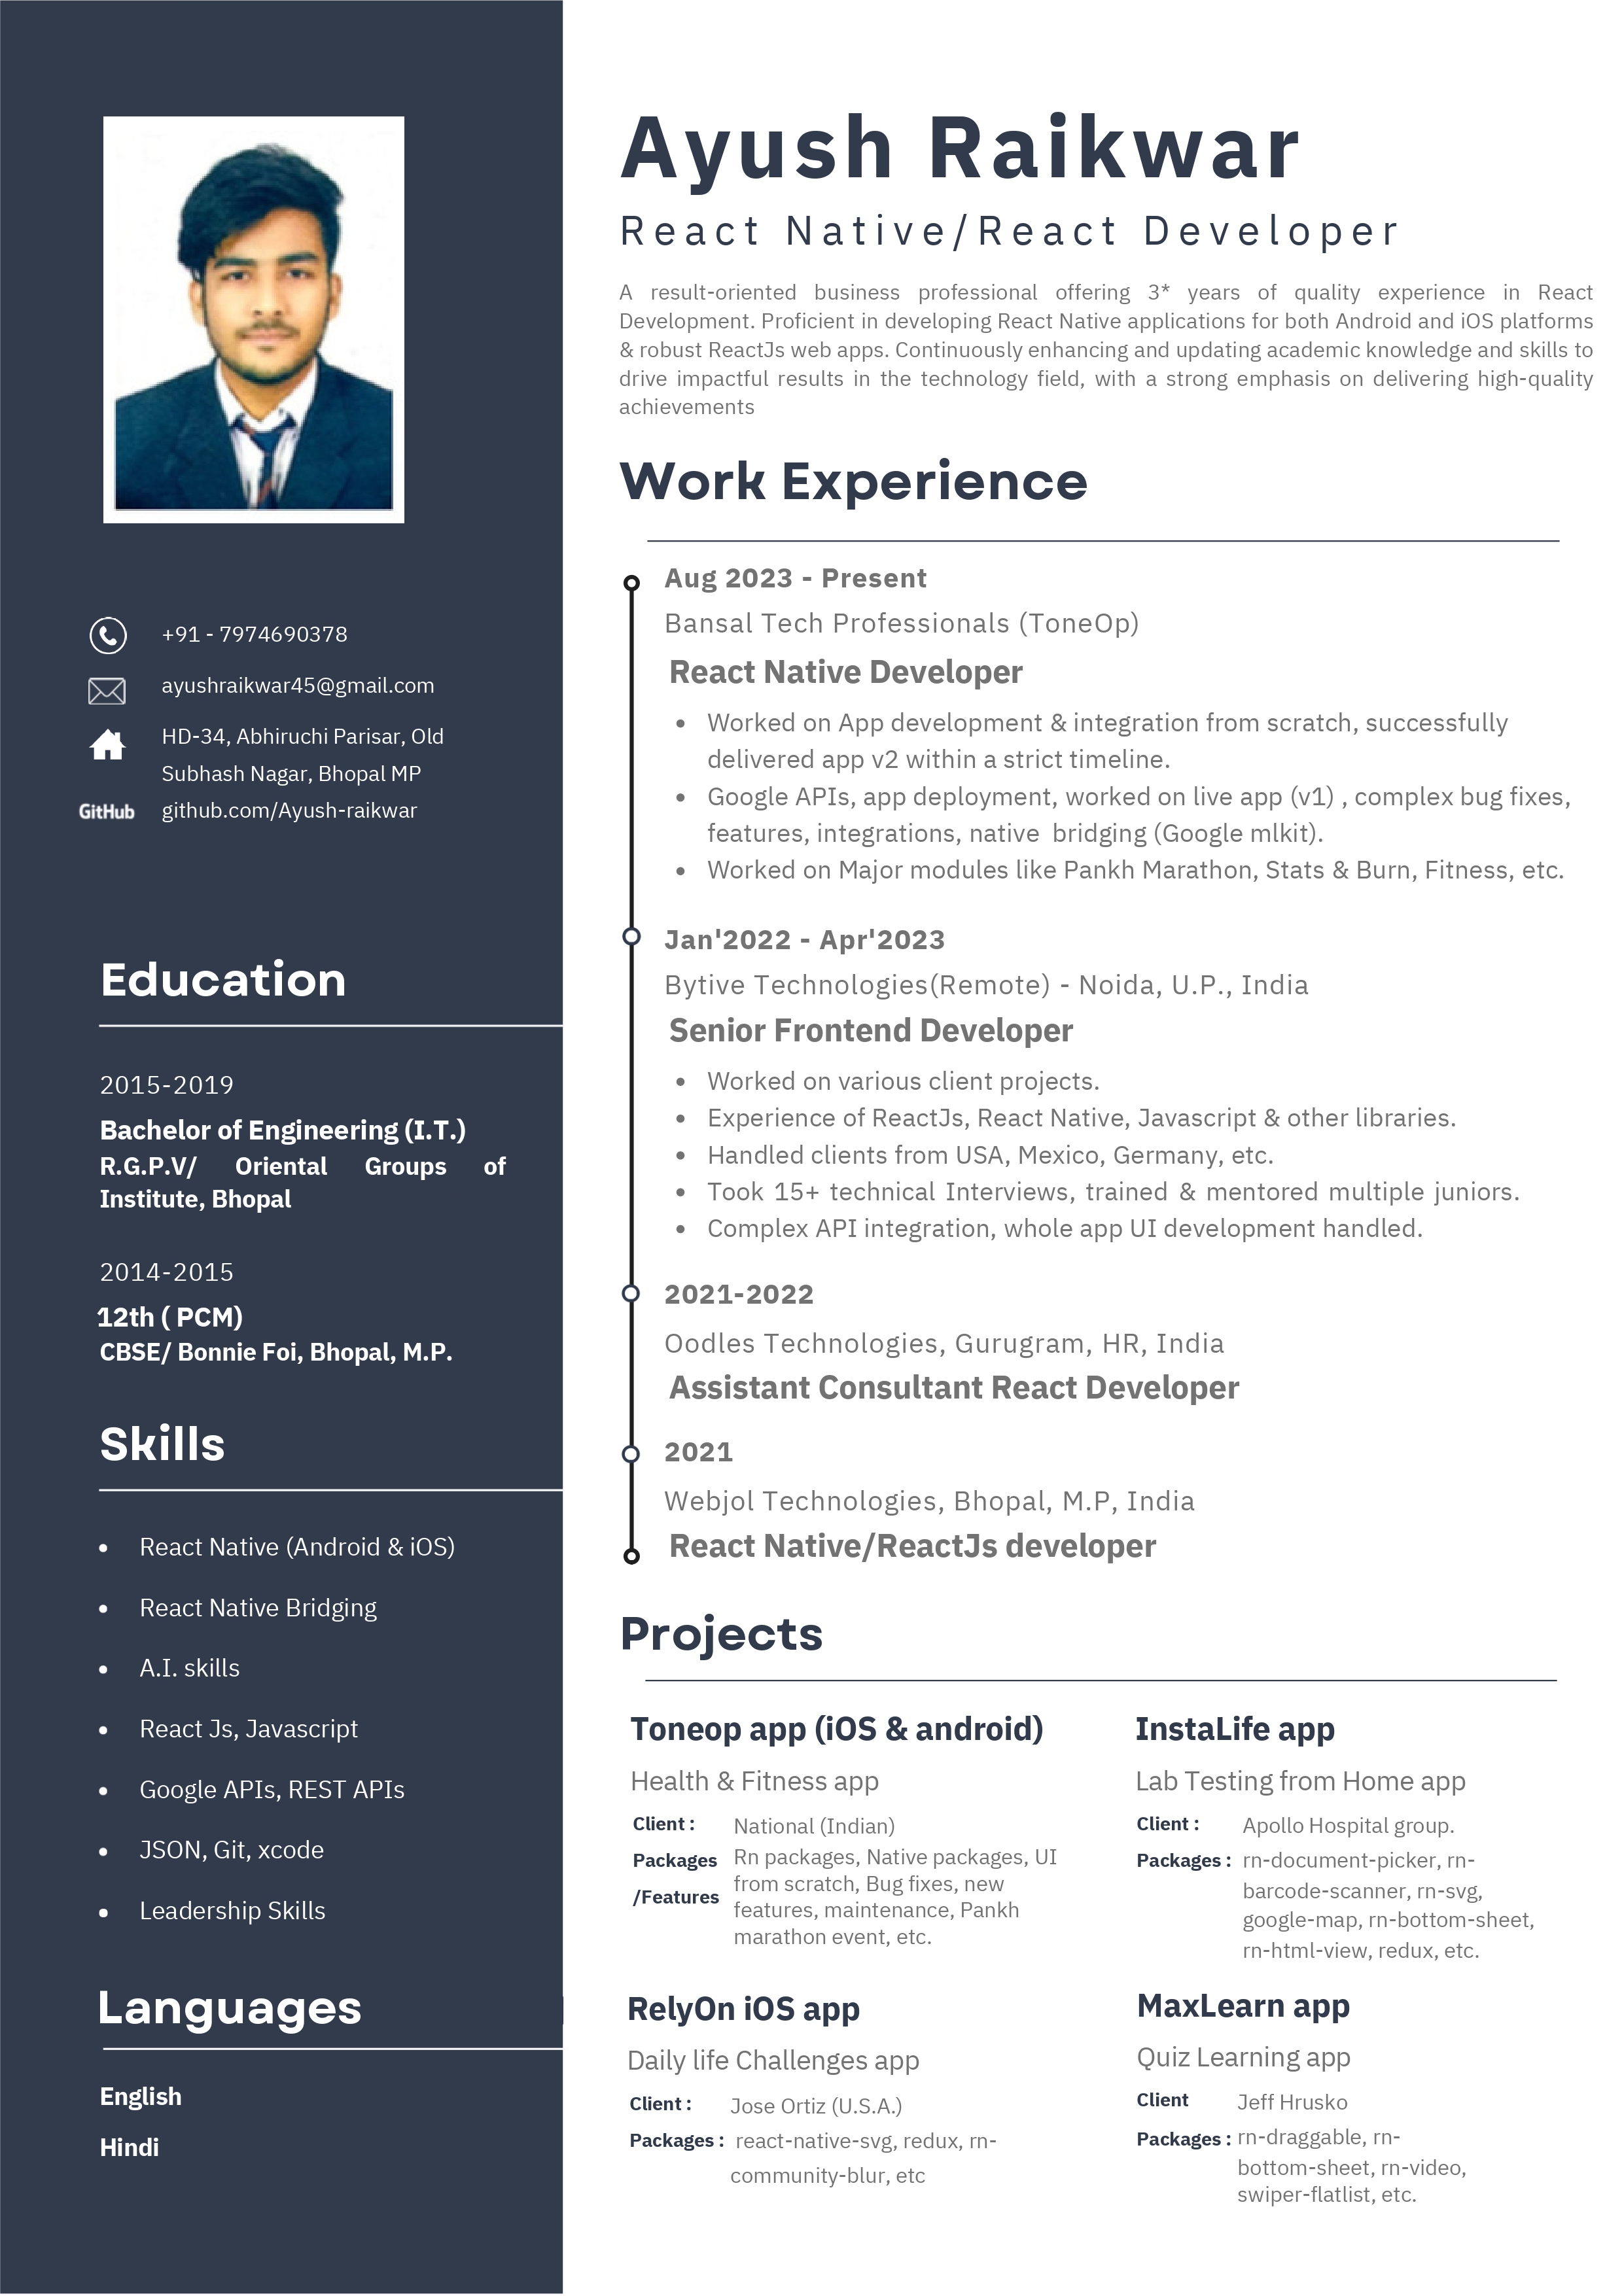 +91 - 7974690378
ayushraikwar45@gmail.com
HD-34, Abhiruchi Parisar, Old
Subhash Nagar, Bhopal MP
GitHub github.com/Ayush-raikwar
Education
2015-2019
Bachelor of Engineering (I.T.)
R.G.P.V/ Oriental Groups of
Institute, Bhopal
2014-2015
12th ( PCM)
CBSE/ Bonnie Foi, Bhopal, M.P.
Skills
• React Native (Android & iOS)
• React Native Bridging
• A.I. skills
• React Js, Javascript
• Google APIs, REST APIs
• JSON, Git, xcode
• Leadership Skills
Languages
English
Hindi
Ayush Raikwar
React Native/React Developer
A result-oriented business professional offering 3* years of quality experience in React
Development. Proficient in developing React Native applications for both Android and iOS platforms
& robust ReactJs web apps. Continuously enhancing and updating academic knowledge and skills to
drive impactful results in the technology field, with a strong emphasis on delivering high-quality
achievements
Work Experience
Aug 2023 - Present
Bansal Tech Professionals (ToneOp)
React Native Developer
• Worked on App development & integration from scratch, successfully
delivered app v2 within a strict timeline.
• Google APIs, app deployment, worked on live app (v1) , complex bug fixes,
features, integrations, native bridging (Google mlkit).
• Worked on Major modules like Pankh Marathon, Stats & Burn, Fitness, etc.
Jan'2022 - Apr'2023
Bytive Technologies(Remote) - Noida, U.P., India
Senior Frontend Developer
• Worked on various client projects.
• Experience of ReactJs, React Native, Javascript & other libraries.
• Handled clients from USA, Mexico, Germany, etc.
• Took 15+ technical Interviews, trained & mentored multiple juniors.
• Complex API integration, whole app UI development handled.
2021-2022
Oodles Technologies, Gurugram, HR, India
Assistant Consultant React Developer
2021
Webjol Technologies, Bhopal, M.P, India
React Native/ReactJs developer
Projects
Toneop app (iOS & android)
Health & Fitness app
Client : National (Indian)
Packages Rn packages, Native packages, UI
from scratch, Bug fixes, new
/Features features, maintenance, Pankh
marathon event, etc.
InstaLife app
Lab Testing from Home app
Client : Apollo Hospital group.
Packages : rn-document-picker, rn-
barcode-scanner, rn-svg,
google-map, rn-bottom-sheet,
rn-html-view, redux, etc.
RelyOn iOS app
Daily life Challenges app
Client : Jose Ortiz (U.S.A.)
Packages : react-native-svg, redux, rn-
community-blur, etc
MaxLearn app
Quiz Learning app
Client Jeff Hrusko
Packages : rn-draggable, rn-
bottom-sheet, rn-video,
swiper-flatlist, etc.